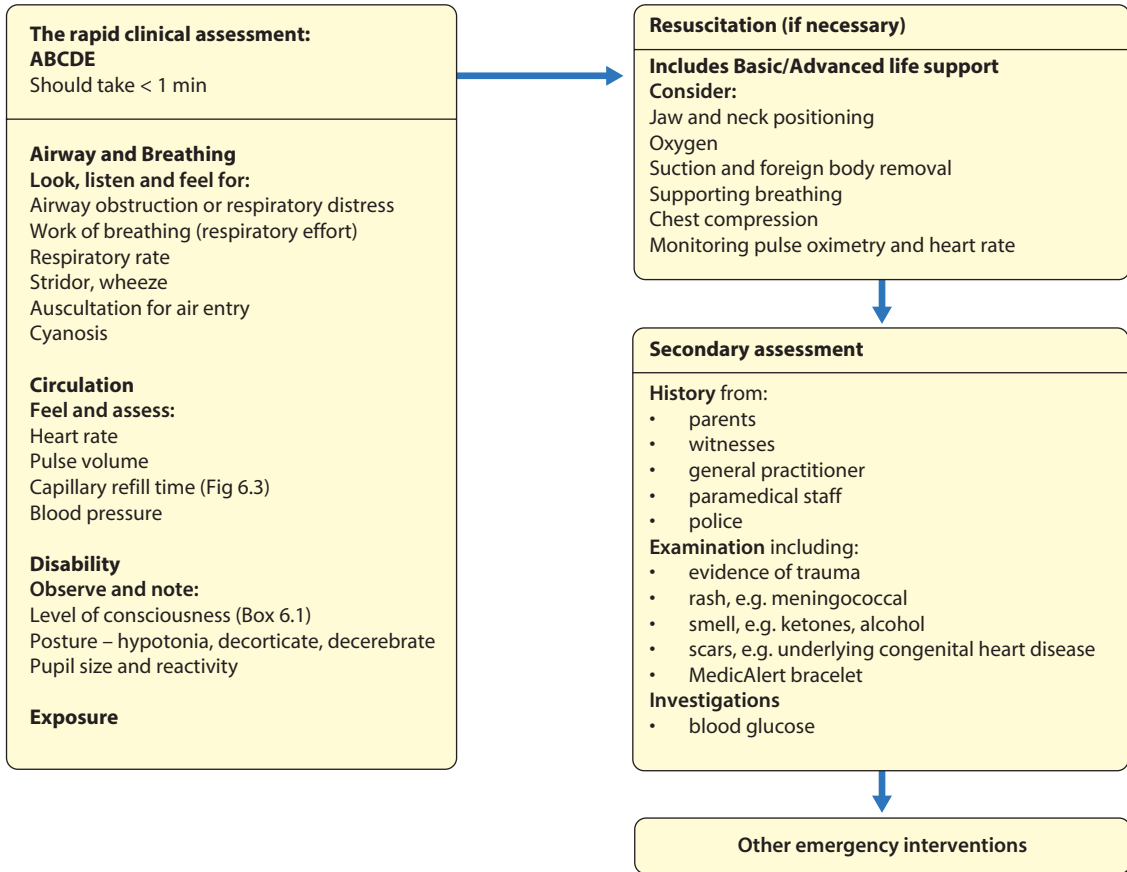 The rapid clinical assessment:
ABCDE
Should take < 1 min
Airway and Breathing
Look, listen and feel for:
Airway obstruction or respiratory distress
Work of breathing (respiratory effort)
Respiratory rate
Stridor, wheeze
Auscultation for air entry
Cyanosis
Circulation
Feel and assess:
Heart rate
Pulse volume
Capillary refill time (Fig 6.3)
Blood pressure
Disability
Observe and note:
Level of consciousness (Box 6.1)
Posture – hypotonia, decorticate, decerebrate
Pupil size and reactivity
Exposure
Resuscitation (if necessary)
Includes Basic/Advanced life support
Consider:
Jaw and neck positioning
Oxygen
Suction and foreign body removal
Supporting breathing
Chest compression
Monitoring pulse oximetry and heart rate
Secondary assessment
History from:
• parents
• witnesses
• general practitioner
• paramedical staff
• police
Examination including:
• evidence of trauma
• rash, e.g. meningococcal
• smell, e.g. ketones, alcohol
• scars, e.g. underlying congenital heart disease
• MedicAlert bracelet
Investigations
• blood glucose
Other emergency interventions